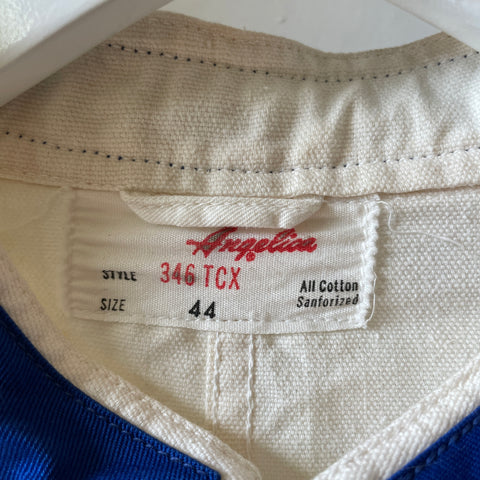 Angelica
STYLE 346 TCX
SIZE 44
All Cotton
Sanforized